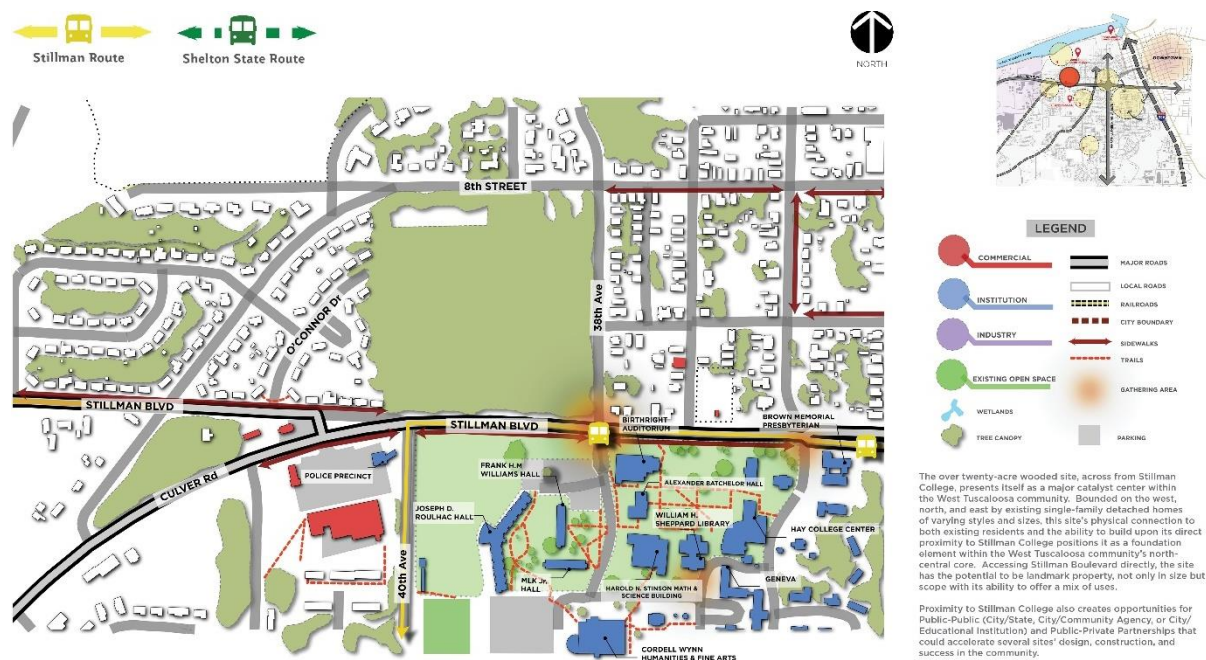 Stillman Route
Shelton State Route
NORTH
8th STREET
38th Ave
O'CONNOR Dr
STILLMAN BLVD
STILLMAN BLVD
CULVER Rd
POLICE PRECINCT
40th Ave
BIRTHRIGHT
AUDITORIUM
BROWN MEMORIAL
PRESBYTERIAN
FRANK H.M.
WILLIAMS HALL
ALEXANDER BATCHELOR HALL
JOSEPH D.
ROULHAC HALL
WILLIAM H.
SHEPPARD LIBRARY
HAY COLLEGE CENTER
MLK JR.
HALL
HAROLD N. STINSON MATH &
SCIENCE BUILDING
GENEVA
CORDELL WYNN
HUMANITIES & FINE ARTS
DOWNTOWN
LEGEND
COMMERCIAL
INSTITUTION
INDUSTRY
EXISTING OPEN SPACE
WETLANDS
TREE CANOPY
MAJOR ROADS
LOCAL ROADS
RAILROADS
CITY BOUNDARY
SIDEWALKS
TRAILS
GATHERING AREA
PARKING
The over twenty-acre wooded site, across from Stillman
College, presents itself as a major catalyst center within
the West Tuscaloosa community. Bounded on the west,
north, and east by existing single-family detached homes
of varying styles and sizes, this site's physical connection to
both existing residents and the ability to build upon its direct
proximity to Stillman College positions it as a foundation
element within the West Tuscaloosa community's north-
central core. Accessing Stillman Boulevard directly, the site
has the potential to be landmark property, not only in size but
scope with its ability to offer a mix of uses.
Proximity to Stillman College also creates opportunities for
Public-Public (City/State, City/Community Agency, or City/
Educational Institution) and Public-Private Partnerships that
could accelerate several sites' design, construction, and
success in the community.